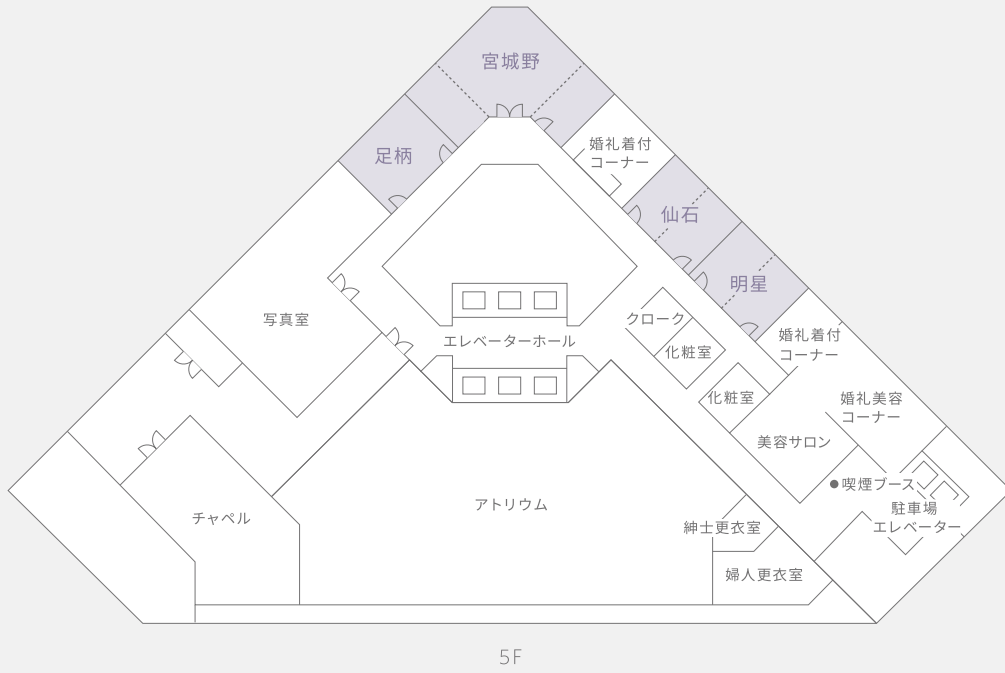 宮城野
足柄
婚礼着付
コーナー
仙石
明星
写真室
クローク
エレベーターホール
化粧室
婚礼着付
コーナー
化粧室
婚礼美容
コーナー
美容サロン
喫煙ブース
アトリウム
チャペル
駐車場
エレベーター
紳士更衣室
婦人更衣室
5F